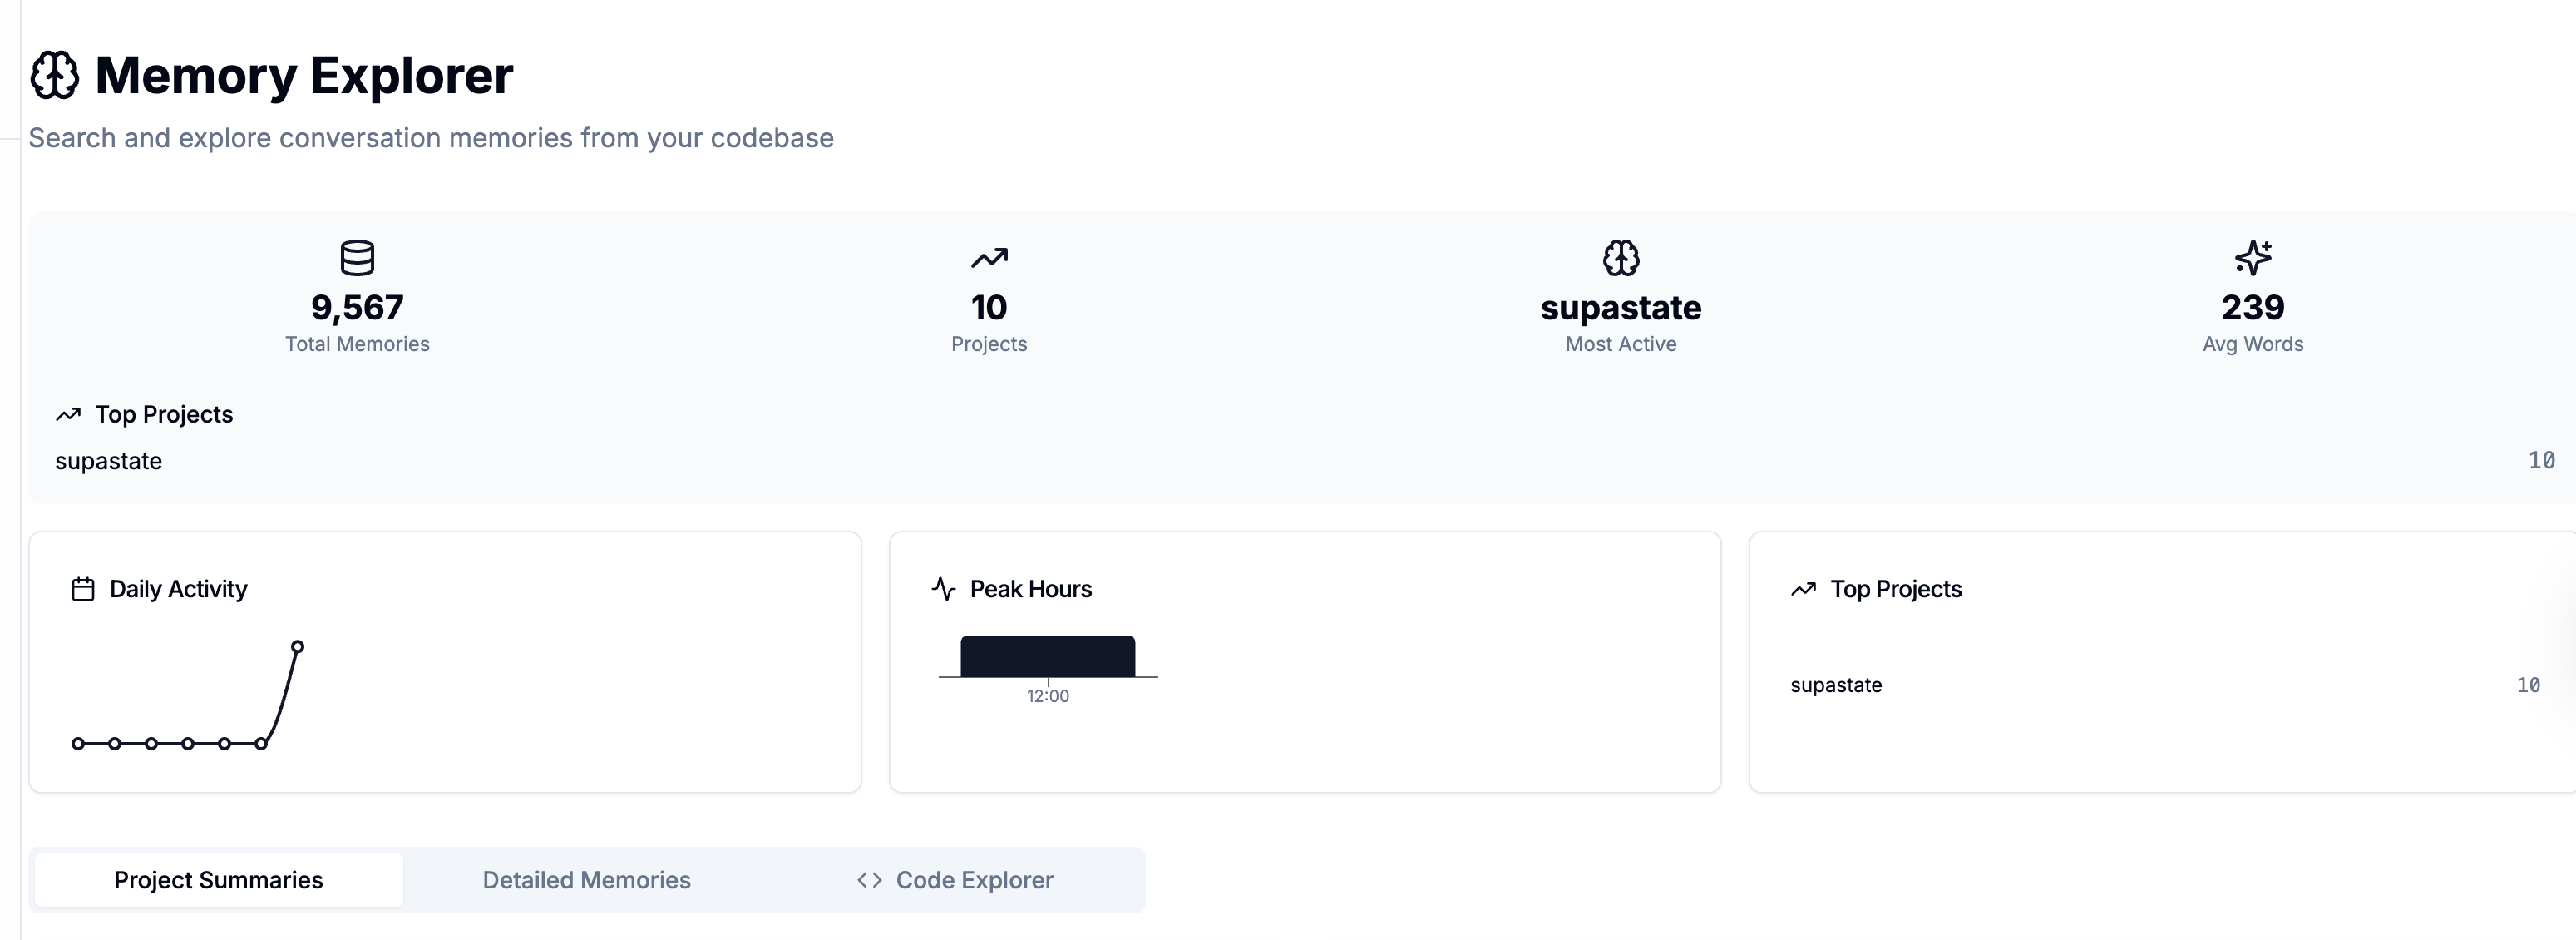 Memory Explorer
Search and explore conversation memories from your codebase
9,567
Total Memories
10
Projects
supastate
Most Active
239
Avg Words
Top Projects
supastate 10
Daily Activity
Peak Hours
12:00
Top Projects
supastate 10
Project Summaries
Detailed Memories
Code Explorer